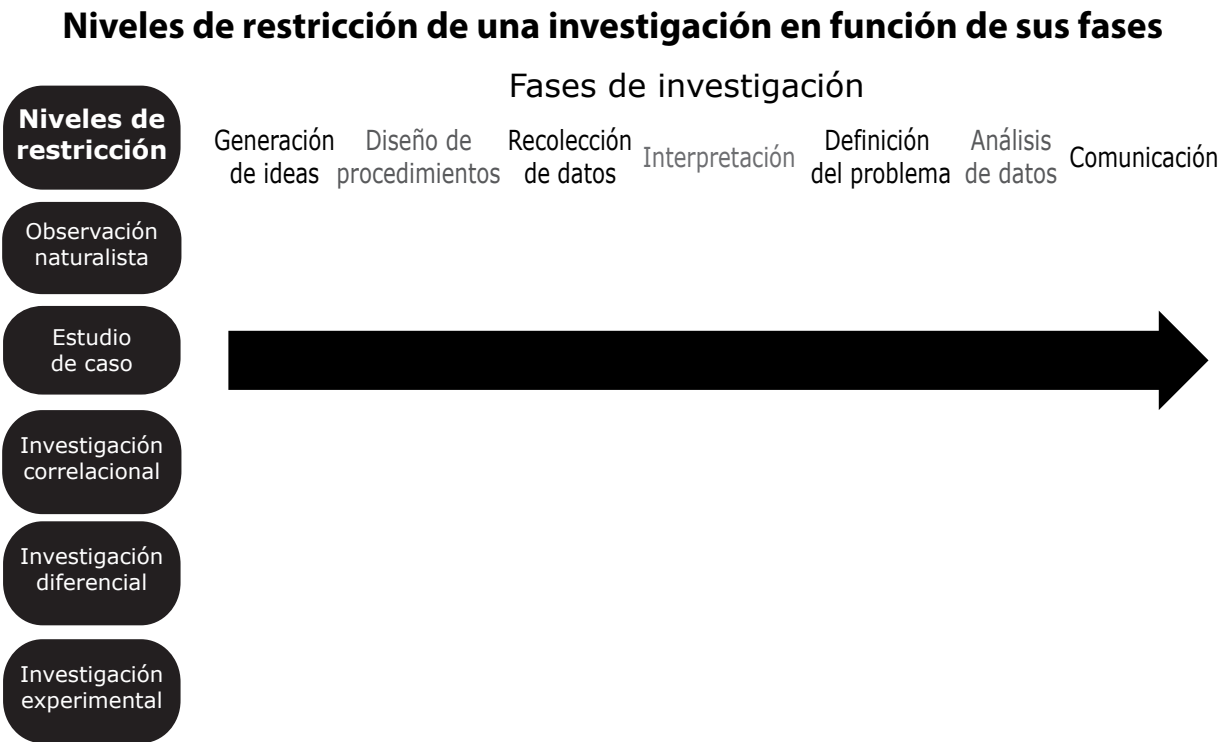 Niveles de restricción de una investigación en función de sus fases
Fases de investigación
Niveles de
restricción
Generación
de ideas
Diseño de
procedimientos
Recolección
de datos
Interpretación
Definición
del problema
Análisis
de datos
Comunicación
Observación
naturalista
Estudio
de caso
Investigación
correlacional
Investigación
diferencial
Investigación
experimental